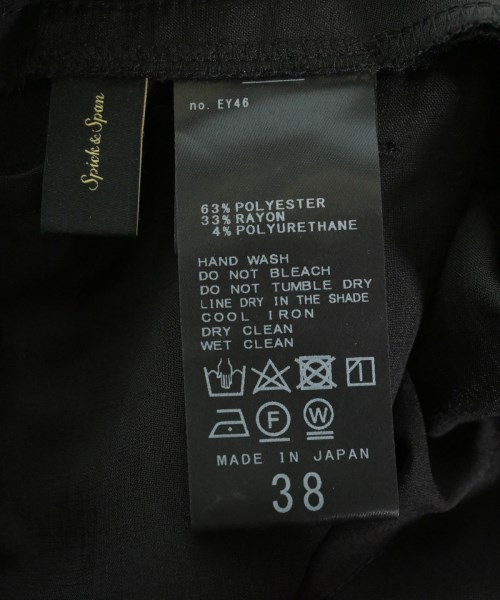 Spick & Span
no. EY46
63% POLYESTER
33% RAYON
4% POLYURETHANE
HAND WASH
DO NOT BLEACH
DO NOT TUMBLE DRY
LINE DRY IN THE SHADE
COOL IRON
DRY CLEAN
WET CLEAN
F W
MADE IN JAPAN
38